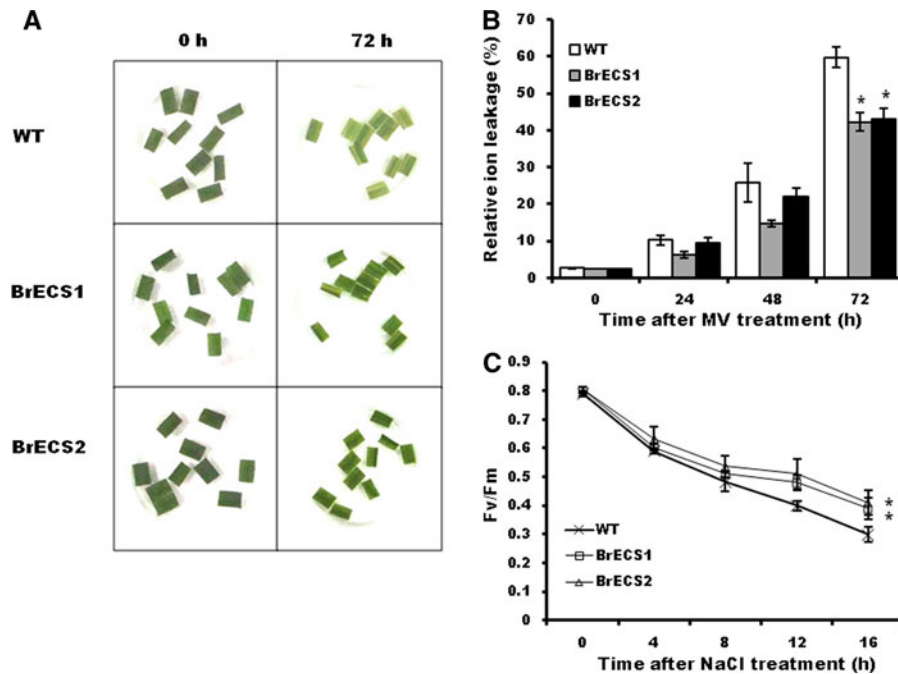 A
0 h
72 h
WT
BrECS1
BrECS2
B
Relative ion leakage (%)
70
60
50
40
30
20
10
0
WT
BrECS1
BrECS2
*
*
0
24
48
72
Time after MV treatment (h)
C
Fv/Fm
0.9
0.8
0.7
0.6
0.5
0.4
0.3
0.2
0.1
0
WT
BrECS1
BrECS2
*
*
0
4
8
12
16
Time after NaCl treatment (h)